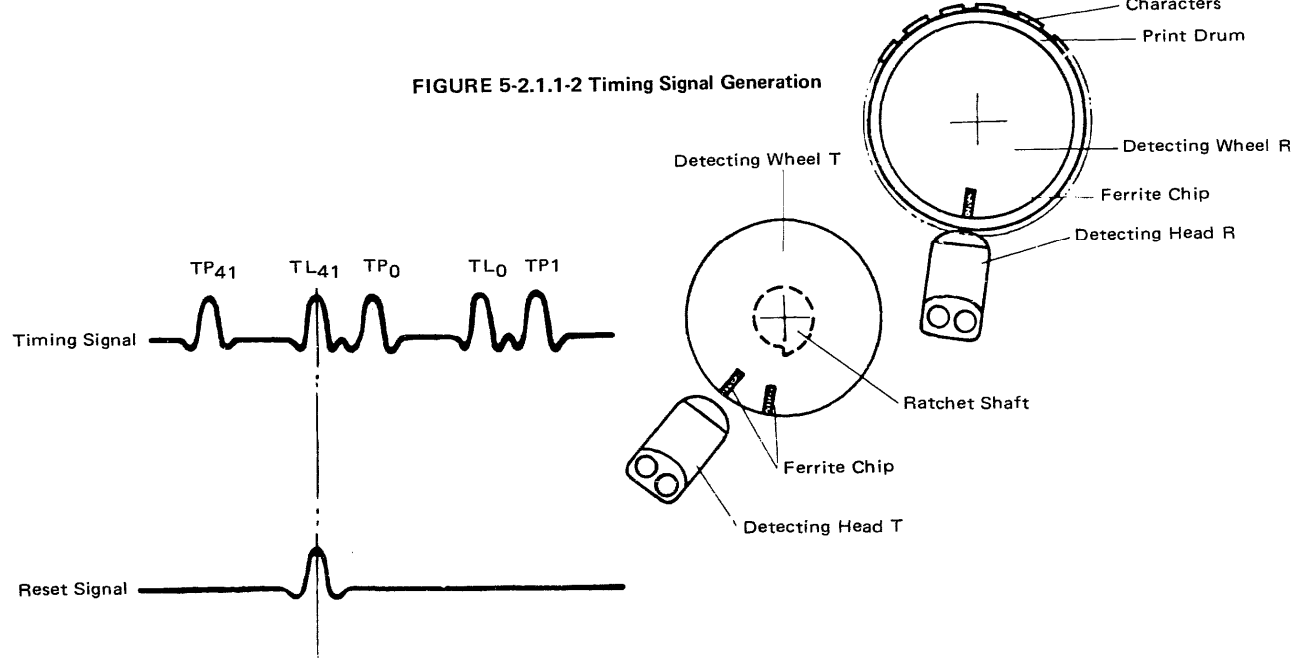 Characters
Print Drum
FIGURE 5-2.1.1-2 Timing Signal Generation
Detecting Wheel T
Detecting Wheel R
Ferrite Chip
Detecting Head R
TP41 TL41 TP0 TL0 TP1
Timing Signal
Ratchet Shaft
Ferrite Chip
Detecting Head T
Reset Signal